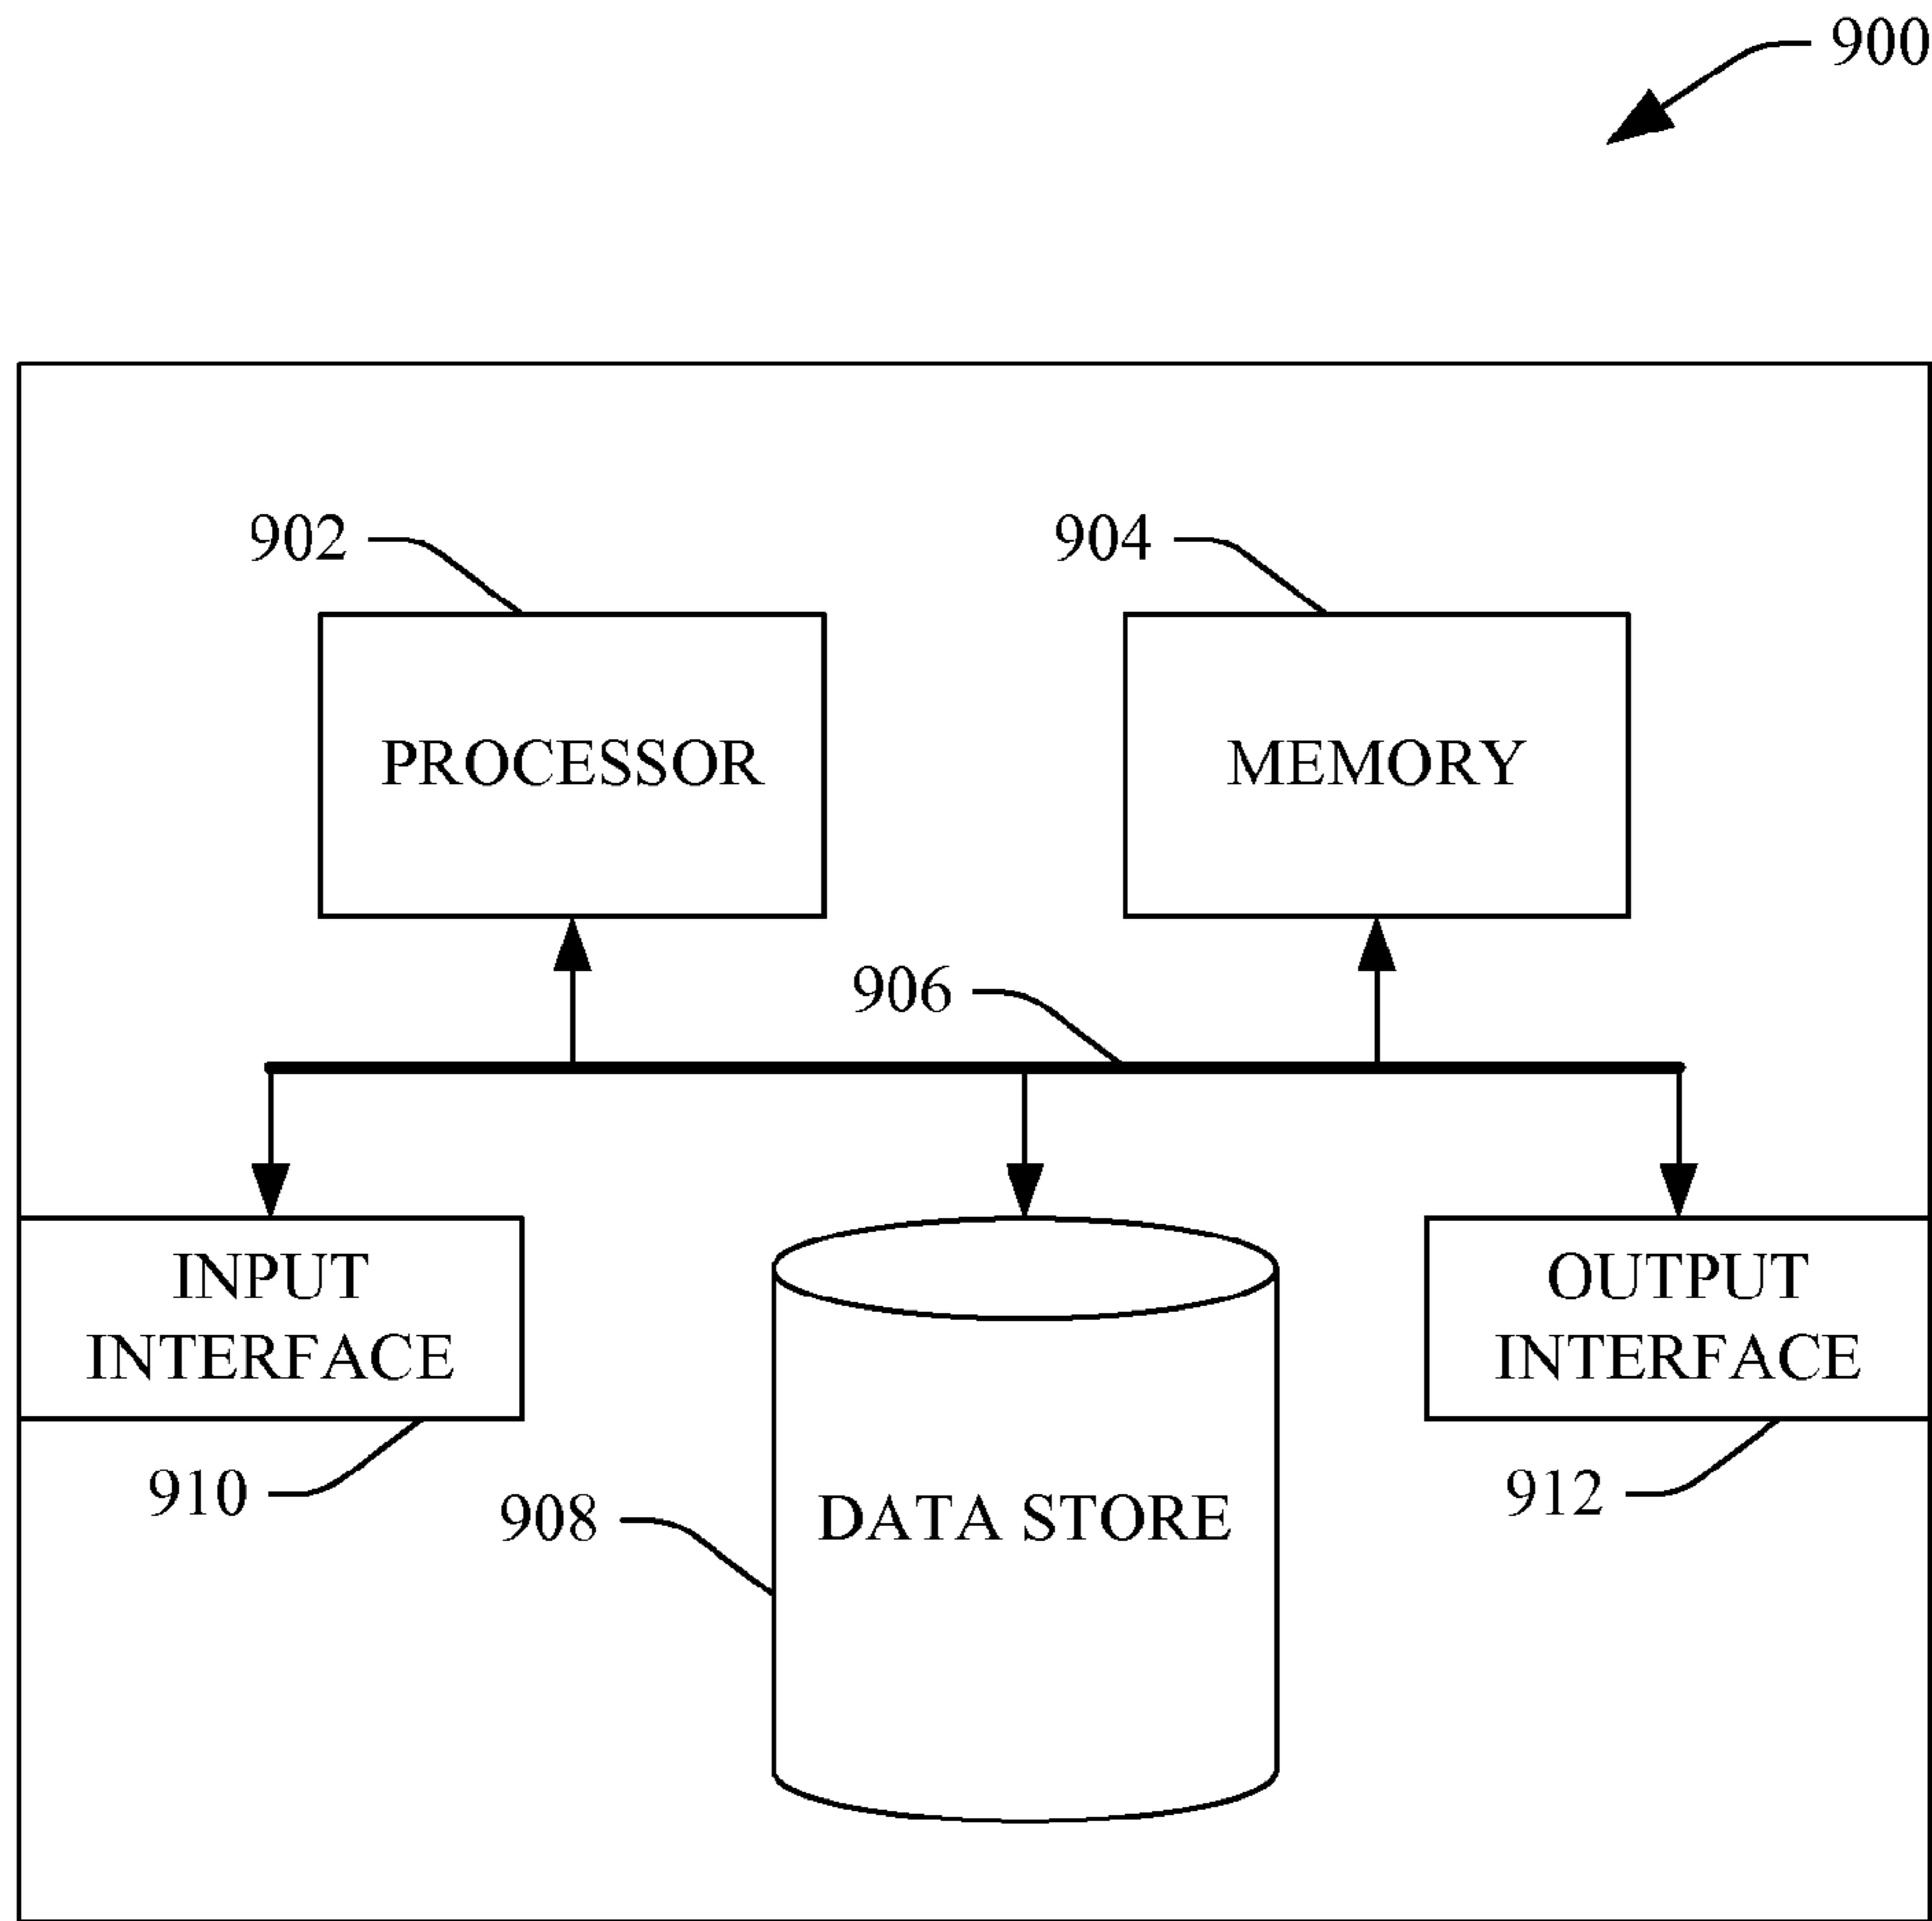 900
902
904
PROCESSOR
MEMORY
906
INPUT
INTERFACE
OUTPUT
INTERFACE
910
908
DATA STORE
912